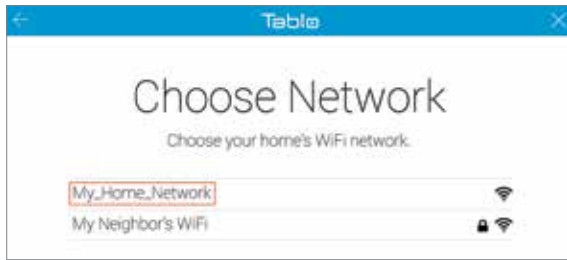 Tablo
Choose Network
Choose your home's WiFi network.
My_Home_Network
My Neighbor's WiFi